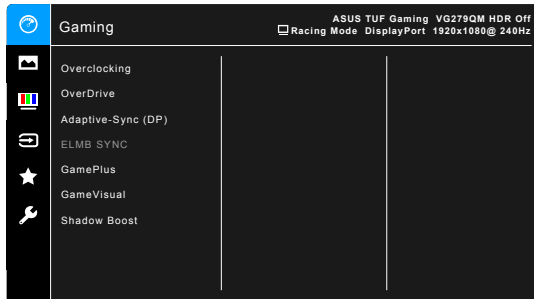 Gaming
ASUS TUF Gaming VG279QM HDR Off
Racing Mode DisplayPort 1920x1080@ 240Hz
Overclocking
OverDrive
Adaptive-Sync (DP)
ELMB SYNC
GamePlus
GameVisual
Shadow Boost